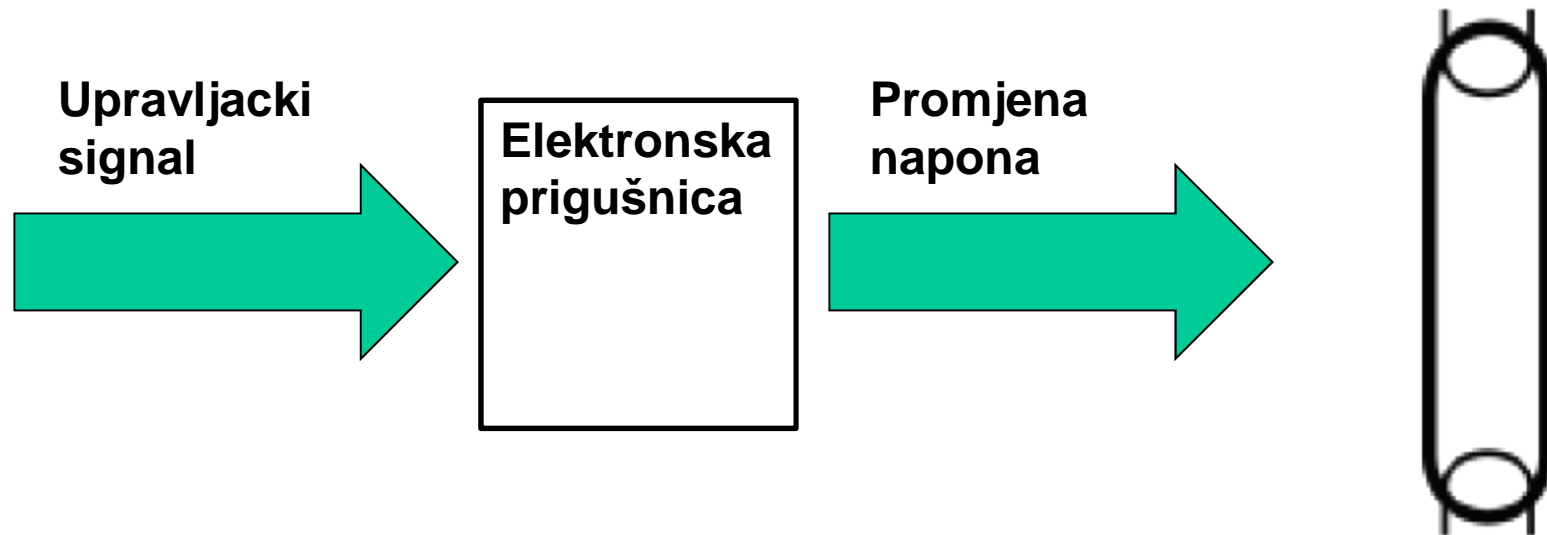 Upravljacki
signal
Elektronska
prigušnica
Promjena
napona